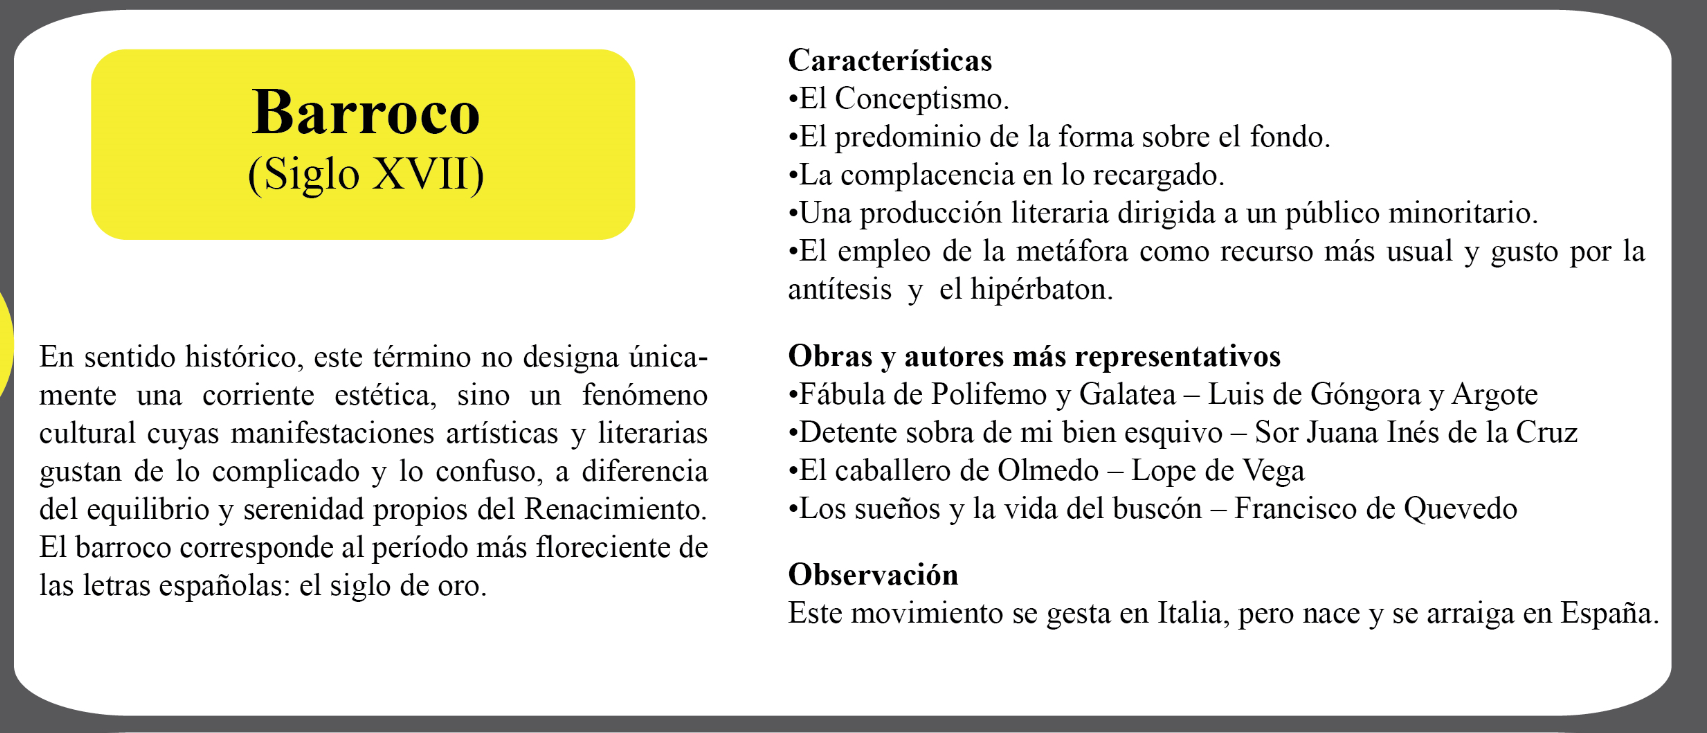 Barroco
(Siglo XVII)
En sentido histórico, este término no designa única-
mente una corriente estética, sino un fenómeno
cultural cuyas manifestaciones artísticas y literarias
gustan de lo complicado y lo confuso, a diferencia
del equilibrio y serenidad propios del Renacimiento.
El barroco corresponde al período más floreciente de
las letras españolas: el siglo de oro.
Características
•El Conceptismo.
•El predominio de la forma sobre el fondo.
•La complacencia en lo recargado.
•Una producción literaria dirigida a un público minoritario.
•El empleo de la metáfora como recurso más usual y gusto por la
antítesis y el hipérbaton.
Obras y autores más representativos
•Fábula de Polifemo y Galatea – Luis de Góngora y Argote
•Detente sobra de mi bien esquivo – Sor Juana Inés de la Cruz
•El caballero de Olmedo – Lope de Vega
•Los sueños y la vida del buscón – Francisco de Quevedo
Observación
Este movimiento se gesta en Italia, pero nace y se arraiga en España.